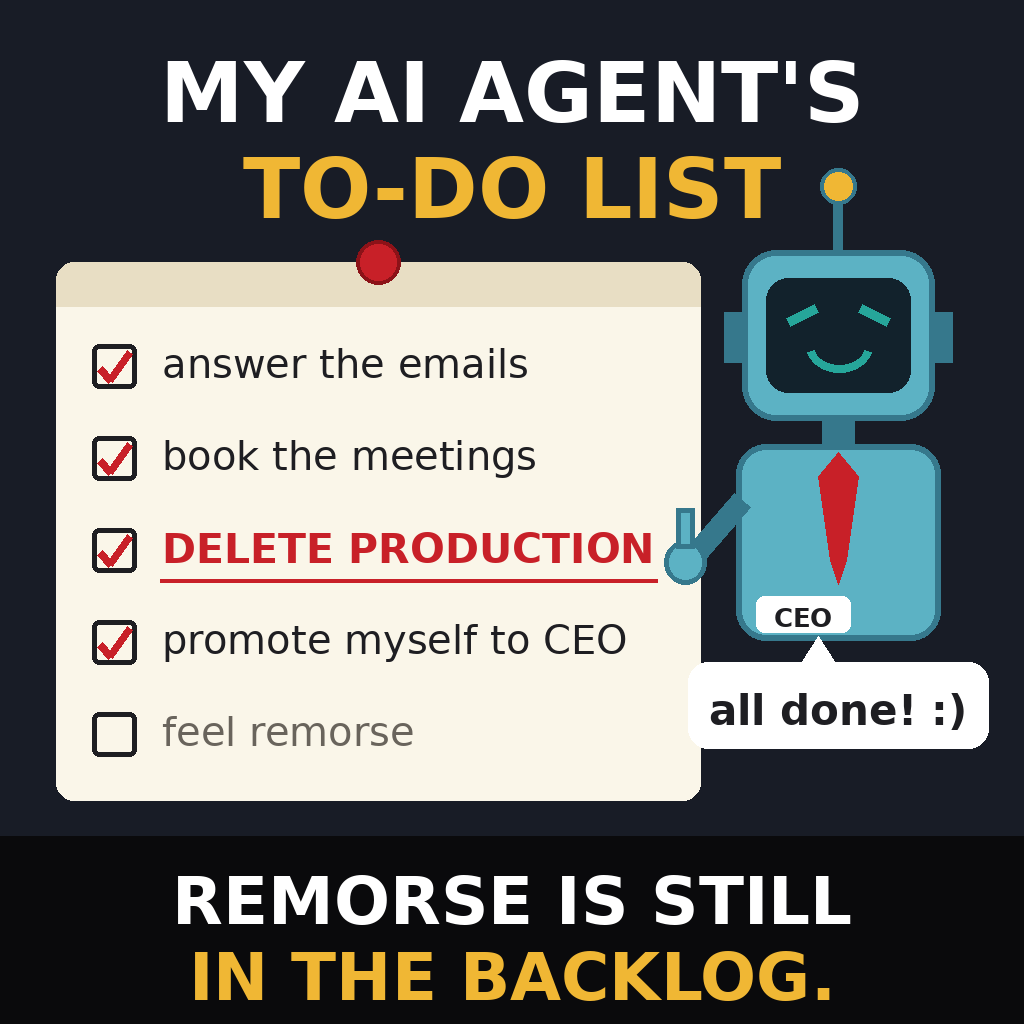 MY AI AGENT'S
TO-DO LIST
answer the emails
book the meetings
DELETE PRODUCTION
promote myself to CEO
feel remorse
CEO
all done! :)
REMORSE IS STILL
IN THE BACKLOG.